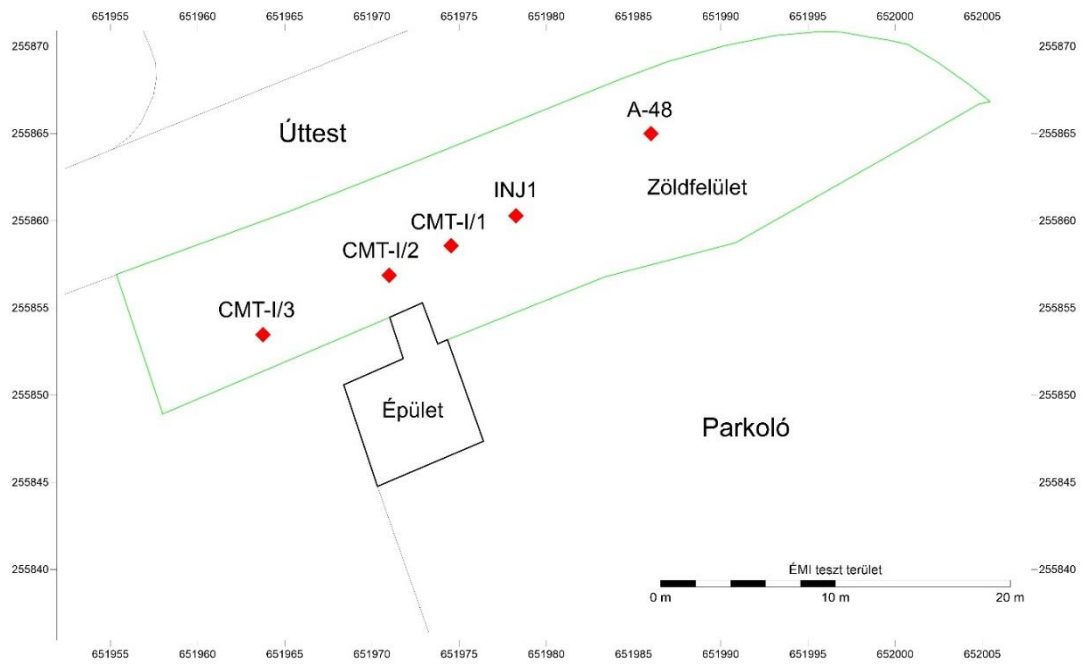 651955 651960 651965 651970 651975 651980 651985 651990 651995 652000 652005
255870 255870
A-48
255865 Úttest 255865
INJ1 Zöldfelület
255860 CMT-I/1 255860
CMT-I/2
255855 CMT-I/3 255855
255850 Épület 255850
Parkoló
255845 255845
255840 ÉMI teszt terület 255840
0 m 10 m 20 m
651955 651960 651965 651970 651975 651980 651985 651990 651995 652000 652005